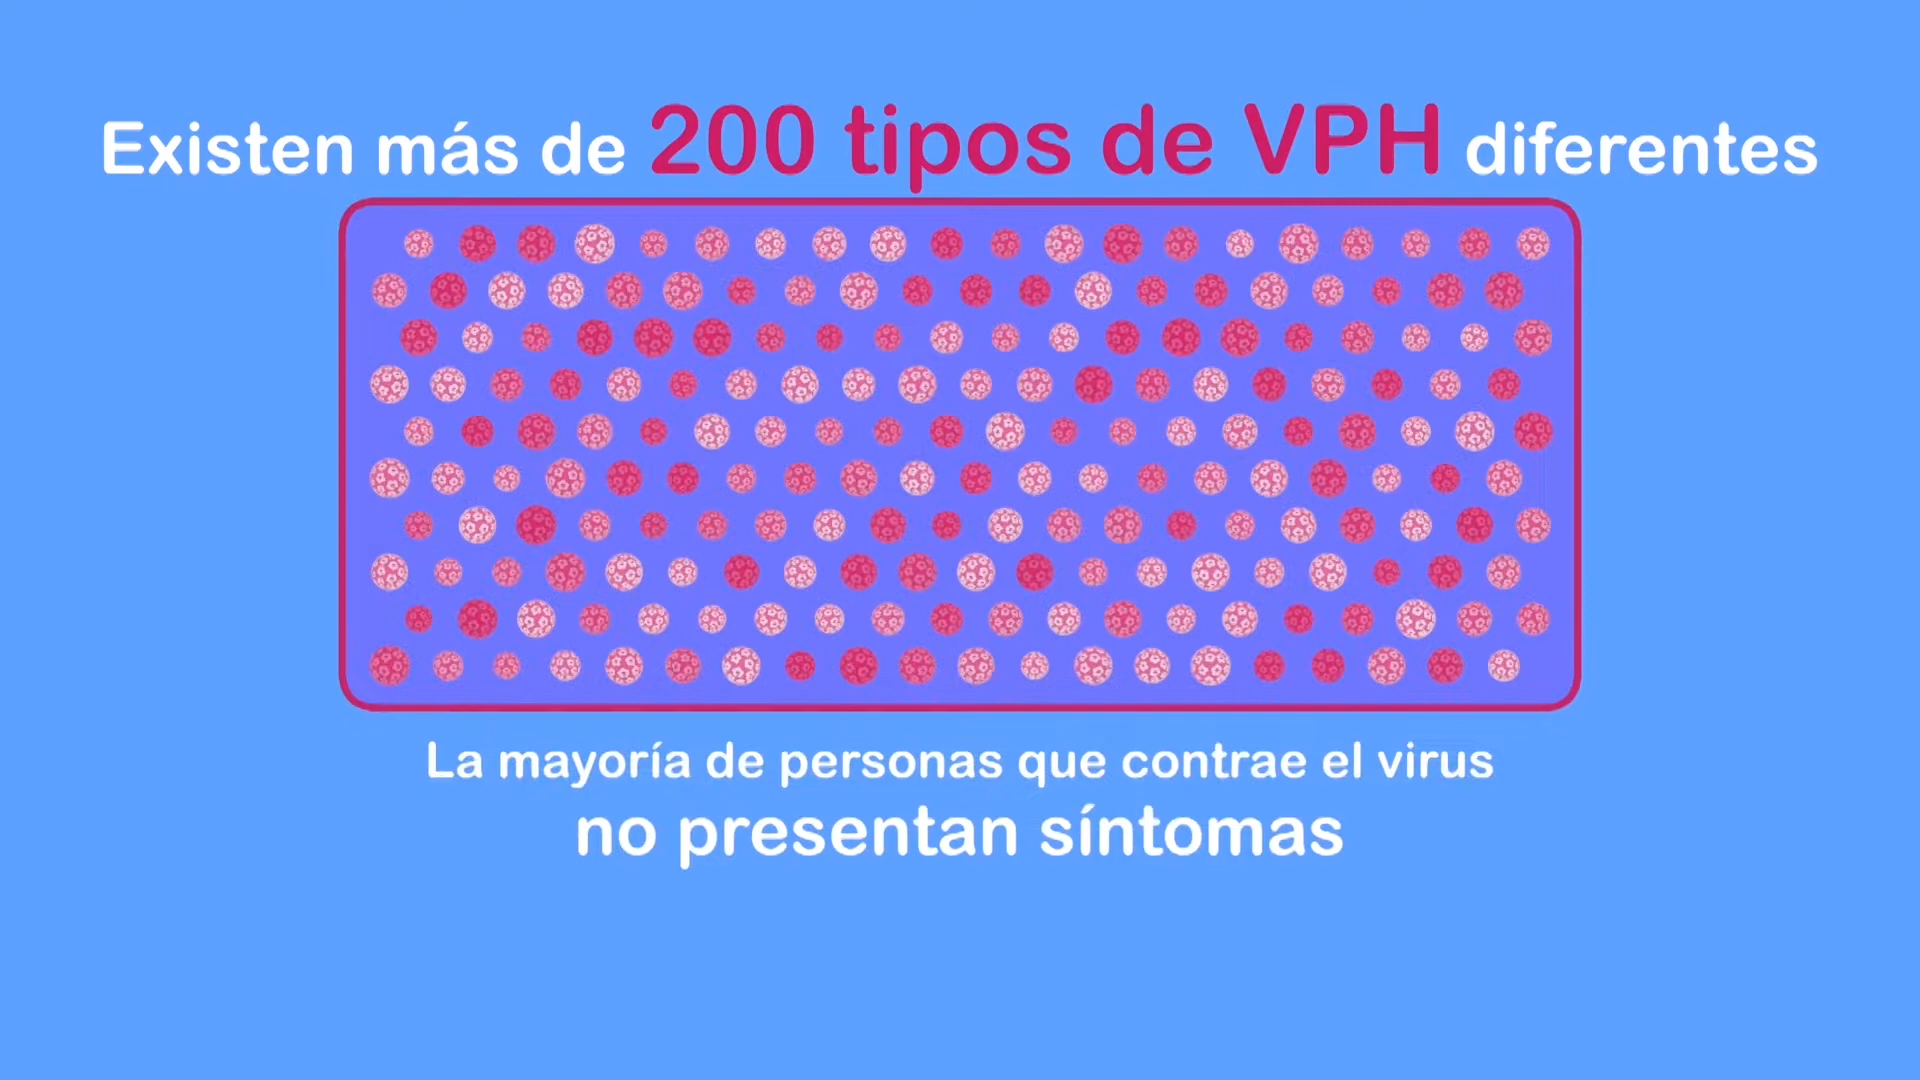 Existen más de 200 tipos de VPH diferentes
La mayoría de personas que contrae el virus
no presentan síntomas